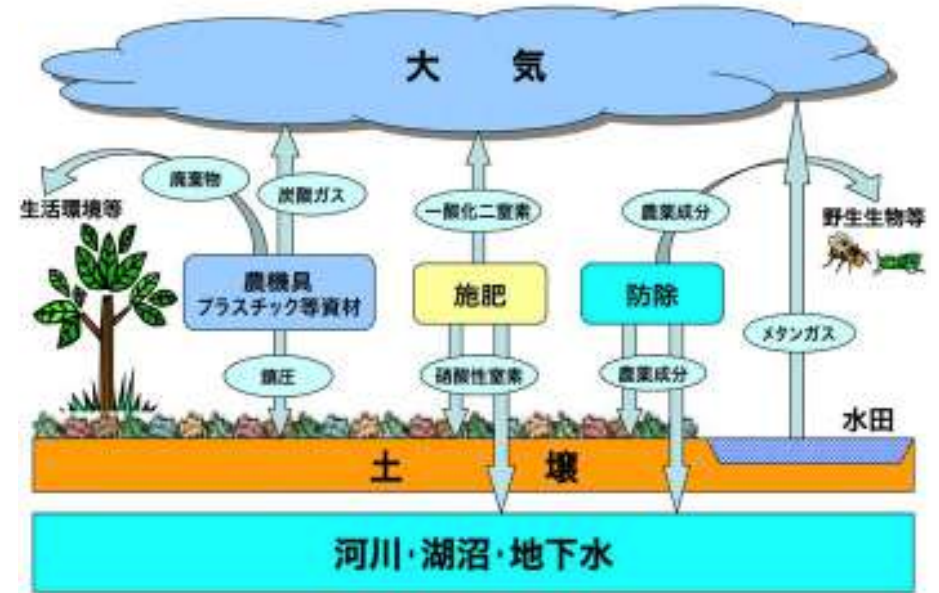 大 気
廃棄物
炭酸ガス
一酸化二窒素
農薬成分
生活環境等
野生生物等
農機具
プラスチック等資材
施肥
防除
メタンガス
鎮圧
硝酸性窒素
農薬成分
水田
土 壌
河川・湖沼・地下水